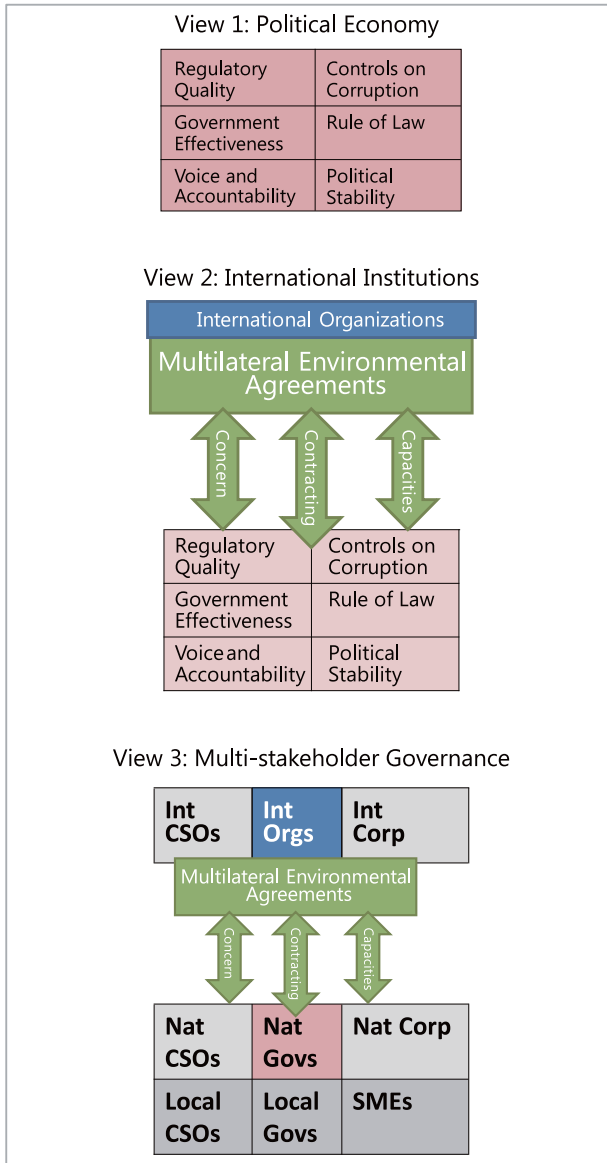 View 1: Political Economy
Regulatory
Quality
Controls on
Corruption
Government
Effectiveness
Rule of Law
Voice and
Accountability
Political
Stability
View 2: International Institutions
International Organizations
Multilateral Environmental
Agreements
Concern
Contracting
Capacities
Regulatory
Quality
Controls on
Corruption
Government
Effectiveness
Rule of Law
Voice and
Accountability
Political
Stability
View 3: Multi-stakeholder Governance
Int
CSOs
Int
Orgs
Int
Corp
Multilateral Environmental
Agreements
Concern
Contracting
Capacities
Nat
CSOs
Nat
Govs
Nat Corp
Local
CSOs
Local
Govs
SMEs